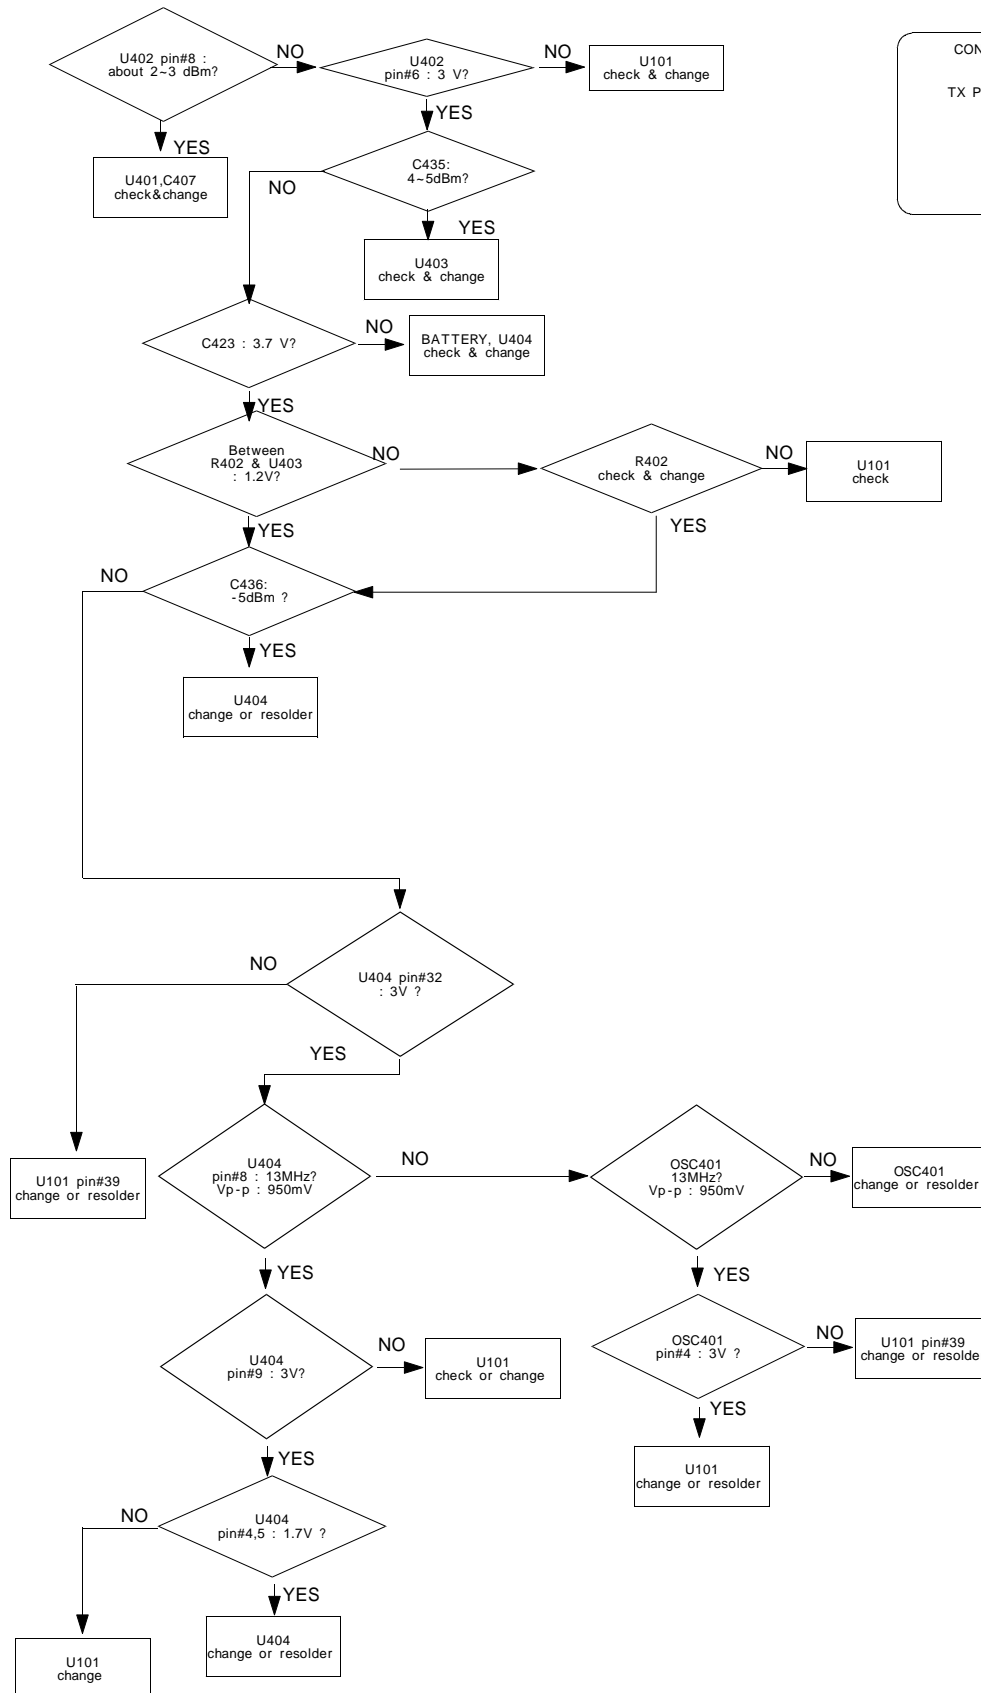 U402 pin#8 :
about 2~3 dBm?
NO
U402
pin#6 : 3 V?
NO
U101
check & change
CON
TX P
YES
YES
U401,C407
check&change
C435:
4~5dBm?
NO
YES
U403
check & change
C423 : 3.7 V?
NO
BATTERY, U404
check & change
YES
Between
R402 & U403
: 1.2V?
NO
R402
check & change
NO
U101
check
YES
YES
NO
C436:
-5dBm ?
YES
U404
change or resolder
U404 pin#32
: 3V ?
NO
YES
U101 pin#39
change or resolder
U404
pin#8 : 13MHz?
Vp-p : 950mV
NO
OSC401
13MHz?
Vp-p : 950mV
NO
OSC401
change or resolder
YES
YES
U404
pin#9 : 3V?
NO
U101
check or change
OSC401
pin#4 : 3V ?
NO
U101 pin#39
change or resolde
YES
YES
U101
change or resolder
U404
pin#4,5 : 1.7V ?
NO
YES
U101
change
U404
change or resolder